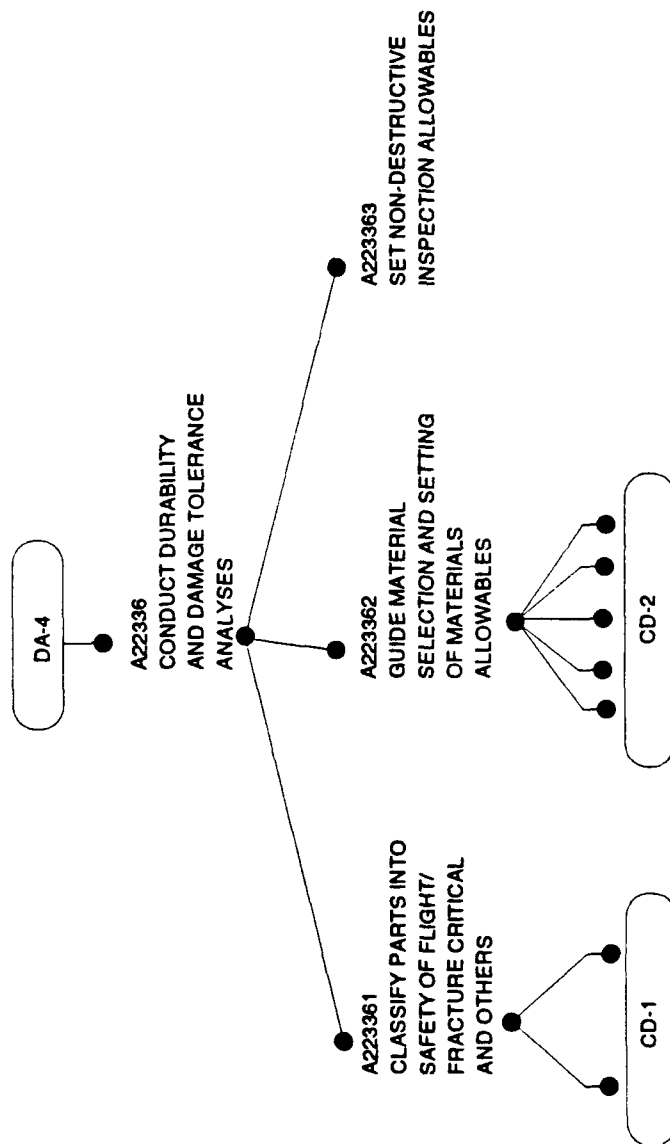 DA-4
A22336
CONDUCT DURABILITY
AND DAMAGE TOLERANCE
ANALYSES
A223361
CLASSIFY PARTS INTO
SAFETY OF FLIGHT/
FRACTURE CRITICAL
AND OTHERS
A223362
GUIDE MATERIAL
SELECTION AND SETTING
OF MATERIALS
ALLOWABLES
A223363
SET NON-DESTRUCTIVE
INSPECTION ALLOWABLES
CD-1
CD-2